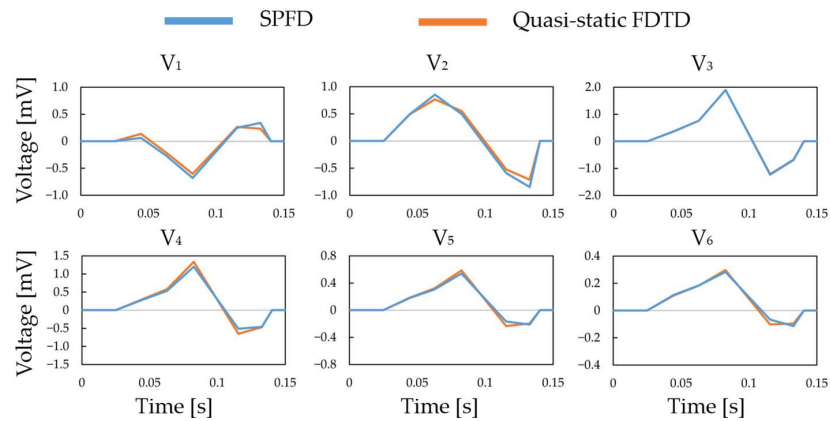 SPFD Quasi-static FDTD
V1 V2 V3
Voltage [mV]
1.0 1.0 2.0
0.5 0.5 1.0
0 0 0
−0.5 −0.5 −1.0
−1.0 −1.0 −2.0
0 0.05 0.1 0.15 0 0.05 0.1 0.15 0 0.05 0.1 0.15
V4 V5 V6
Voltage [mV]
1.5 0.8 0.4
1.0 0.4 0.2
0.5 0 0
0 −0.4 −0.2
−0.5 −0.8 −0.4
−1.0
−1.5
0 0.05 0.1 0.15 0 0.05 0.1 0.15 0 0.05 0.1 0.15
Time [s] Time [s] Time [s]